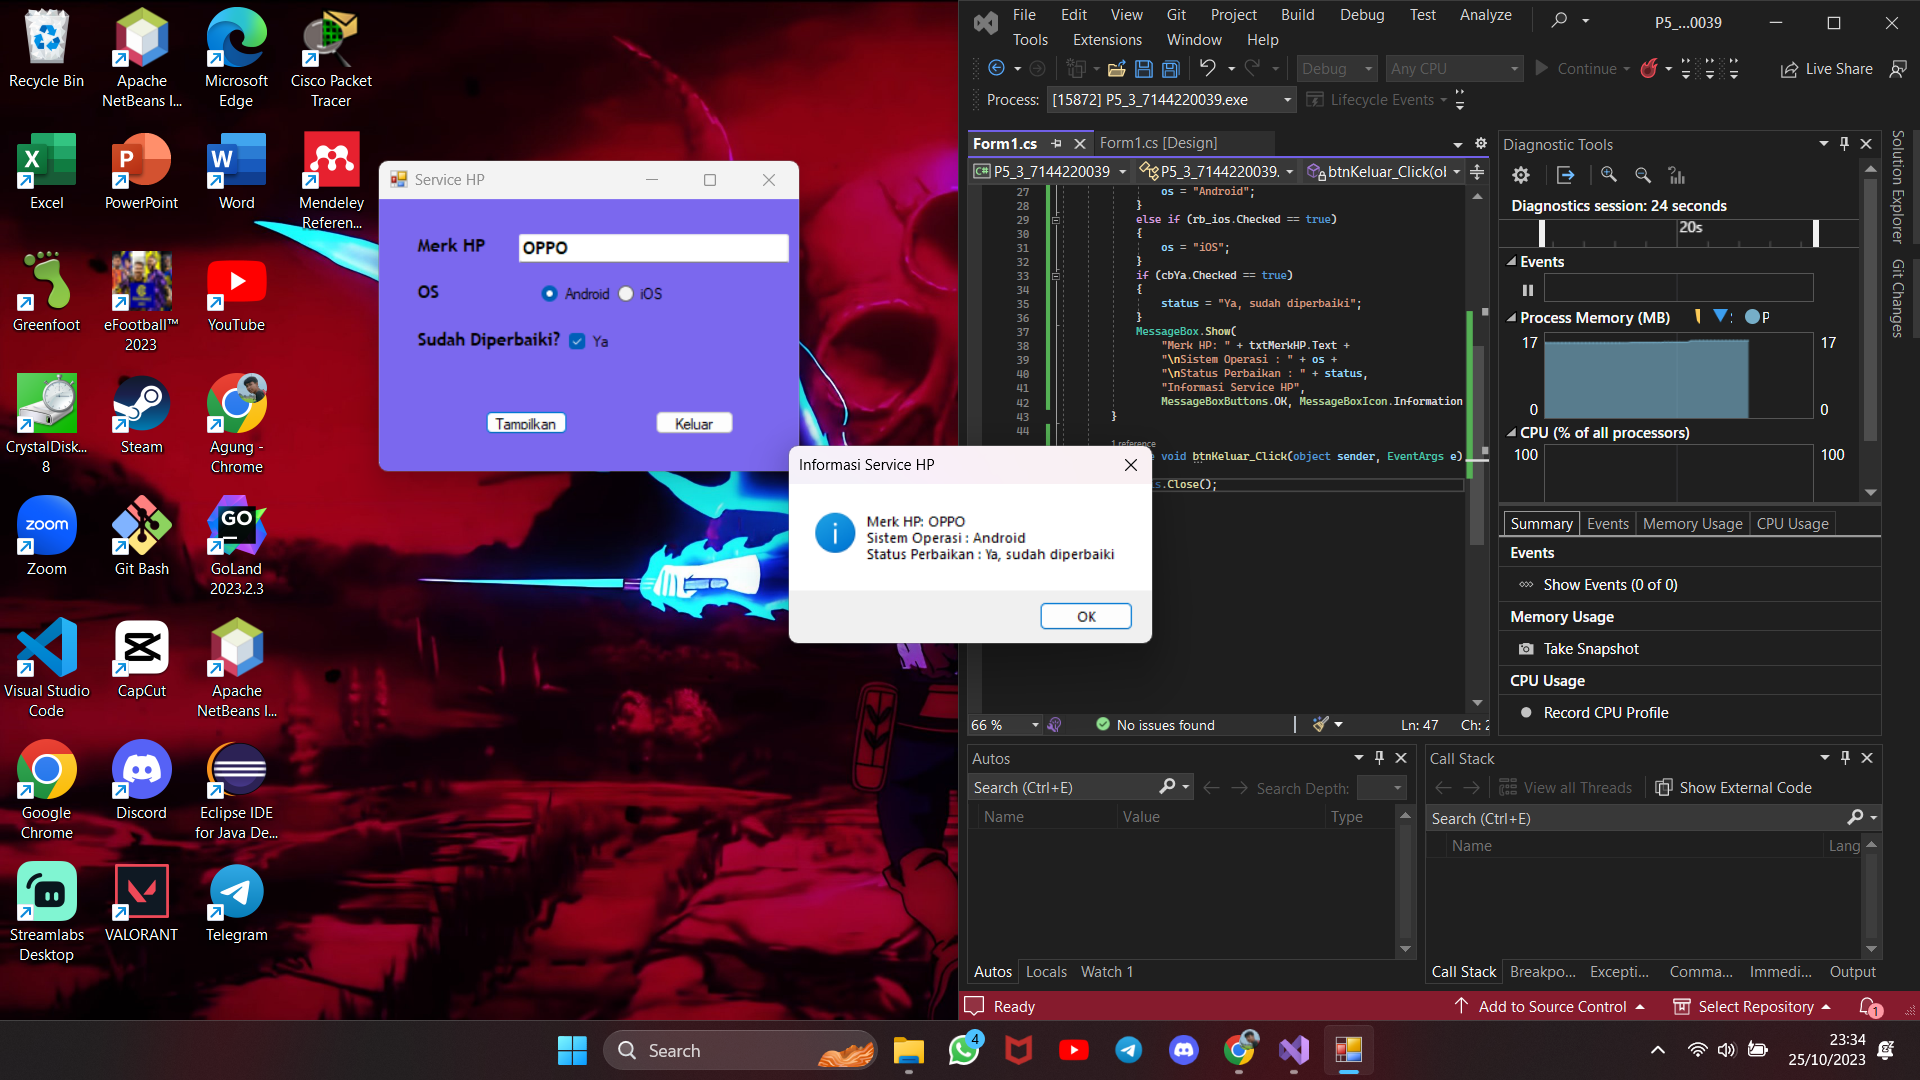 Recycle Bin
Apache
NetBeans I...
Microsoft
Edge
Cisco Packet
Tracer
Excel
PowerPoint
Word
Mendeley
Referen...
Greenfoot
eFootball™
2023
YouTube
CrystalDisk...
8
Steam
Agung -
Chrome
Zoom
Git Bash
GoLand
2023.2.3
Visual Studio
Code
CapCut
Apache
NetBeans I...
Google
Chrome
Discord
Eclipse IDE
for Java De...
Streamlabs
Desktop
VALORANT
Telegram
zoom
GO
Service HP
Merk HP
OPPO
OS
Android
iOS
Sudah Diperbaiki?
Ya
Tampilkan
Keluar
Informasi Service HP
Merk HP: OPPO
Sistem Operasi : Android
Status Perbaikan : Ya, sudah diperbaiki
OK
File Edit View Git Project Build Debug Test Analyze
Tools Extensions Window Help
P5_...0039
Debug
Any CPU
Continue
Live Share
Process: [15872] P5_3_7144220039.exe
Lifecycle Events
Form1.cs
Form1.cs [Design]
P5_3_7144220039
P5_3_7144220039.
btnKeluar_Click(ol
27 os = "Android";
28 }
29 else if (rb_ios.Checked == true)
30 {
31 os = "iOS";
32 }
33 if (cbYa.Checked == true)
34 {
35 status = "Ya, sudah diperbaiki";
36 }
37 MessageBox.Show(
38 "Merk HP: " + txtMerkHP.Text +
39 "\nSistem Operasi : " + os +
40 "\nStatus Perbaikan : " + status,
41 "Informasi Service HP",
42 MessageBoxButtons.OK, MessageBoxIcon.Information
43 }
44
1 reference
void btnKeluar_Click(object sender, EventArgs e)
.Close();
66 %
No issues found
Ln: 47
Ch: 2
Diagnostic Tools
Diagnostics session: 24 seconds
20s
Events
Process Memory (MB)
P
17
17
0
0
CPU (% of all processors)
100
100
Summary
Events
Memory Usage
CPU Usage
Events
Show Events (0 of 0)
Memory Usage
Take Snapshot
CPU Usage
Record CPU Profile
Solution Explorer
Git Changes
Autos
Search (Ctrl+E)
Search Depth:
Name
Value
Type
Autos
Locals
Watch 1
Call Stack
View all Threads
Show External Code
Search (Ctrl+E)
Name
Lang
Call Stack
Breakpo...
Excepti...
Comma...
Immedi...
Output
Ready
Add to Source Control
Select Repository
1
Search
4
23:34
25/10/2023